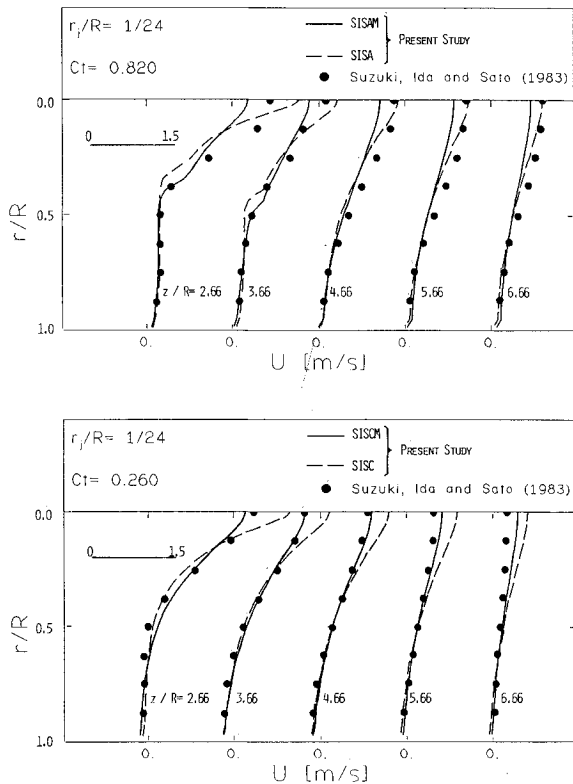 rj/R= 1/24
Ct= 0.820
SISAM
SISA
PRESENT STUDY
Suzuki, Ida and Sato (1983)
0.0
0 1.5
0.5
r/R
z/R= 2.66 3.66 4.66 5.66 6.66
1.0
0. 0. 0. 0. 0.
U [m/s]
rj/R= 1/24
Ct= 0.260
SISCM
SISC
PRESENT STUDY
Suzuki, Ida and Sato (1983)
0.0
0 1.5
0.5
r/R
z/R= 2.66 3.66 4.66 5.66 6.66
1.0
0. 0. 0. 0. 0.
U [m/s]